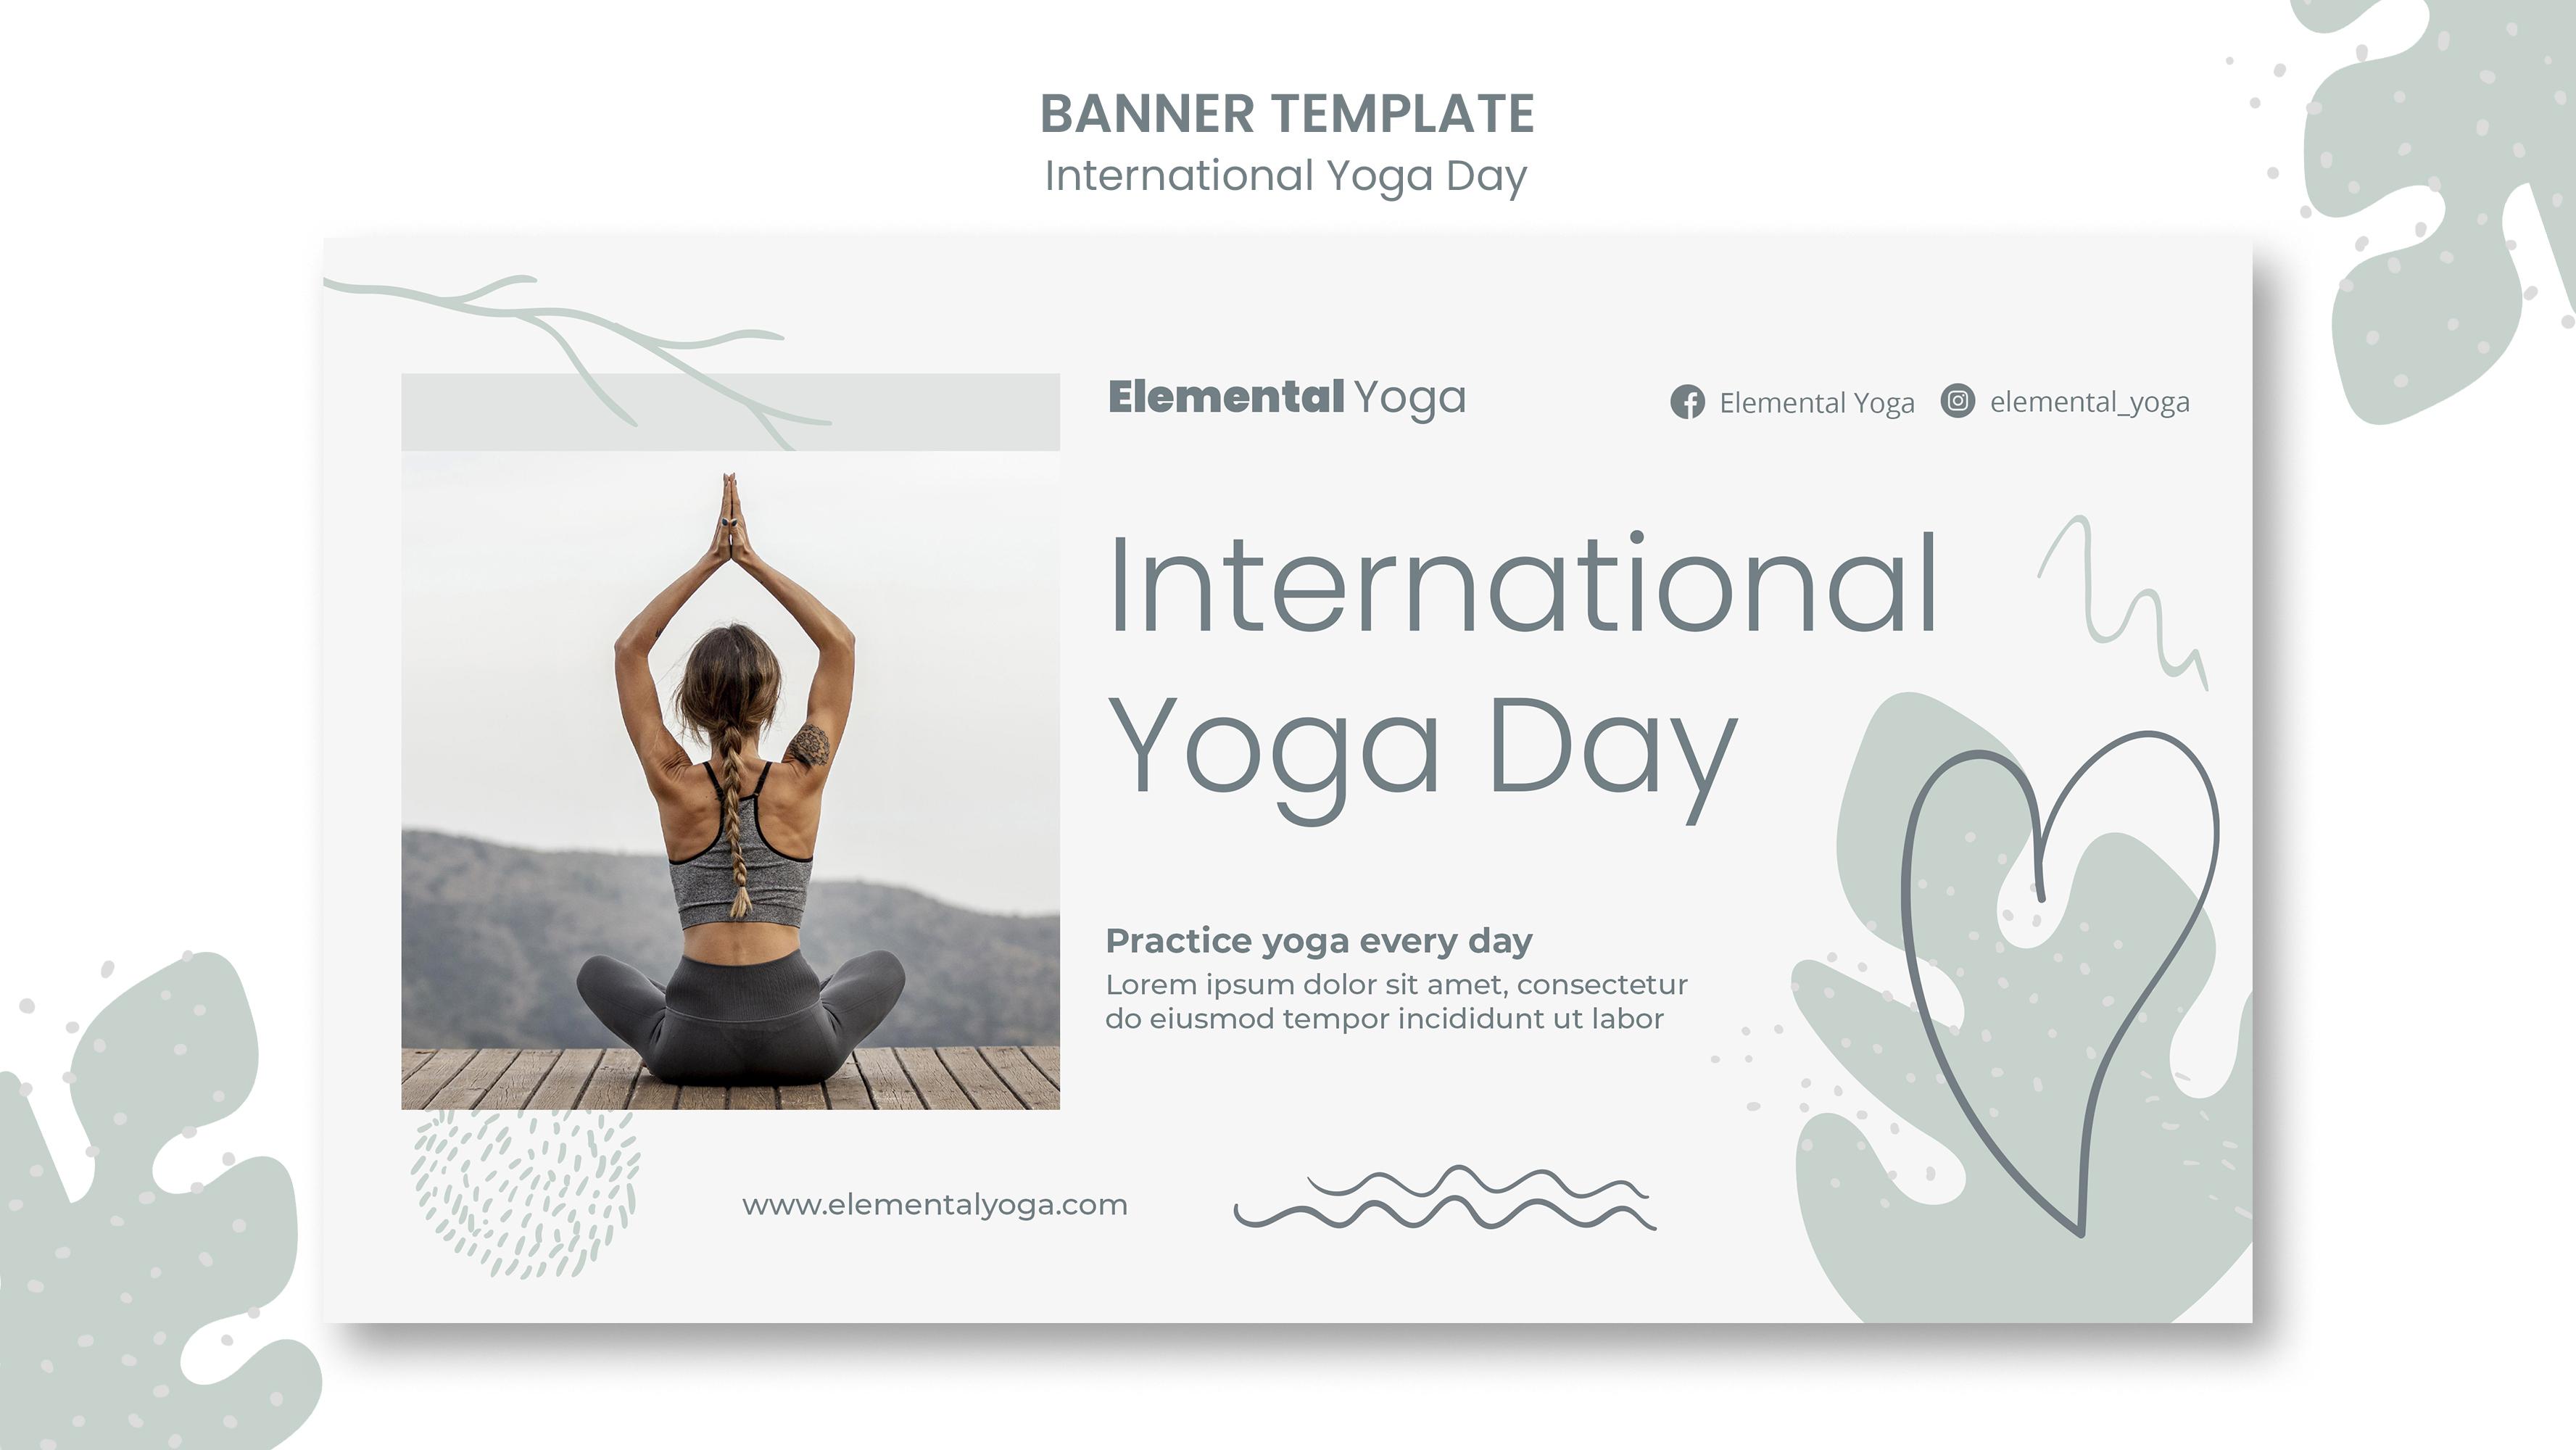 BANNER TEMPLATE
International Yoga Day
Elemental Yoga
Elemental Yoga
elemental_yoga
International
Yoga Day
Practice yoga every day
Lorem ipsum dolor sit amet, consectetur
do eiusmod tempor incididunt ut labor
www.elementalyoga.com